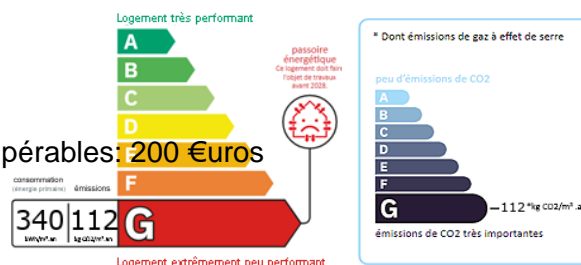 Logement très performant
A
B
C
D
E
F
G
passoire
énergétique
Ce logement doit faire
l'objet de travaux
avant 2028.
pérables: 200 €uros
consommation
(énergie primaire)
émissions
340
112
kWh/m².an
kg CO2/m².an
Logement extrêmement peu performant
* Dont émissions de gaz à effet de serre
peu d'émissions de CO2
A
B
C
D
E
F
G
112 *kg CO2/m².a
émissions de CO2 très importantes